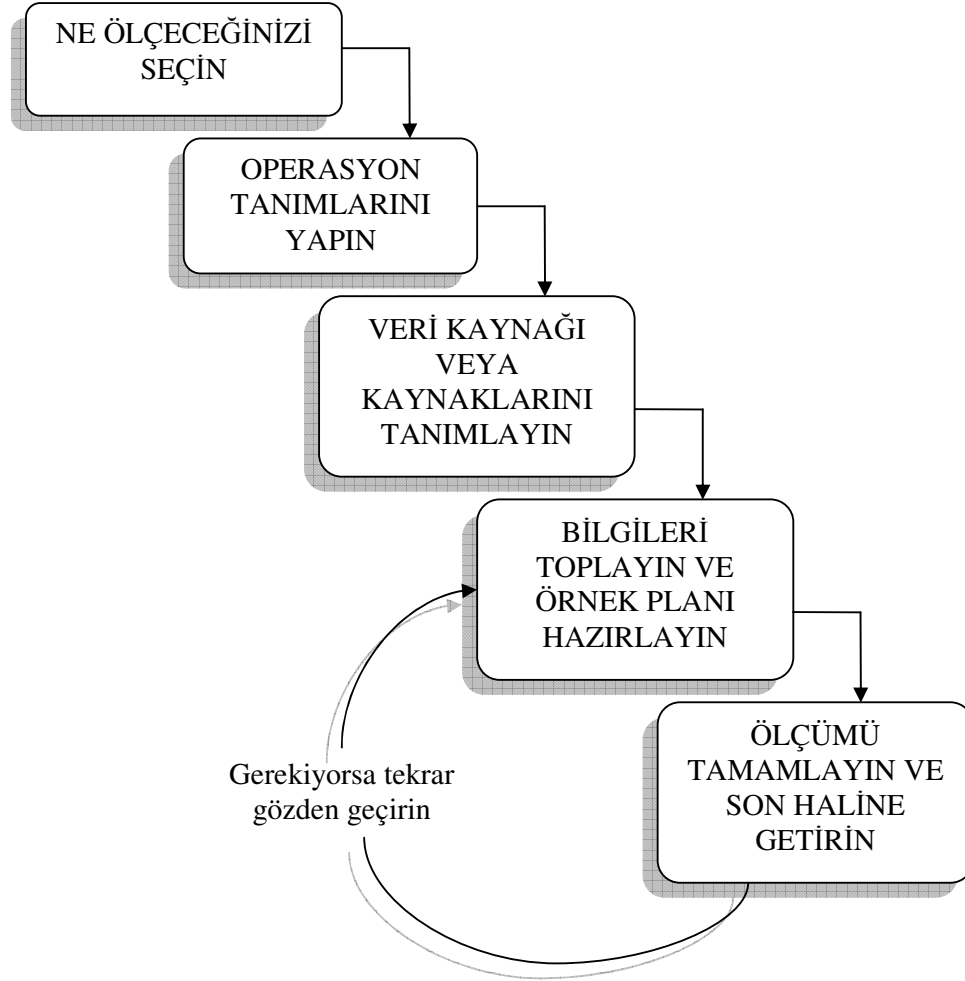 NE ÖLÇECEĞİNİZİ
SEÇİN
OPERASYON
TANIMLARINI
YAPIN
VERİ KAYNAĞI
VEYA
KAYNAKLARINI
TANIMLAYIN
BİLGİLERİ
TOPLAYIN VE
ÖRNEK PLANI
HAZIRLAYIN
ÖLÇÜMÜ
TAMAMLAYIN VE
SON HALİNE
GETİRİN
Gerekiyorsa tekrar
gözden geçirin